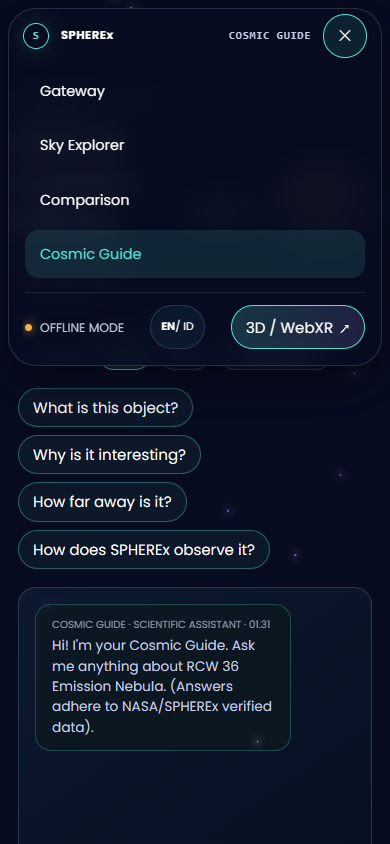 S SPHEREx COSMIC GUIDE ×
Gateway
Sky Explorer
Comparison
Cosmic Guide
OFFLINE MODE EN/ ID 3D / WebXR ↗
What is this object?
Why is it interesting?
How far away is it?
How does SPHEREx observe it?
COSMIC GUIDE · SCIENTIFIC ASSISTANT · 01.31
Hi! I'm your Cosmic Guide. Ask
me anything about RCW 36
Emission Nebula. (Answers
adhere to NASA/SPHEREx verified
data).